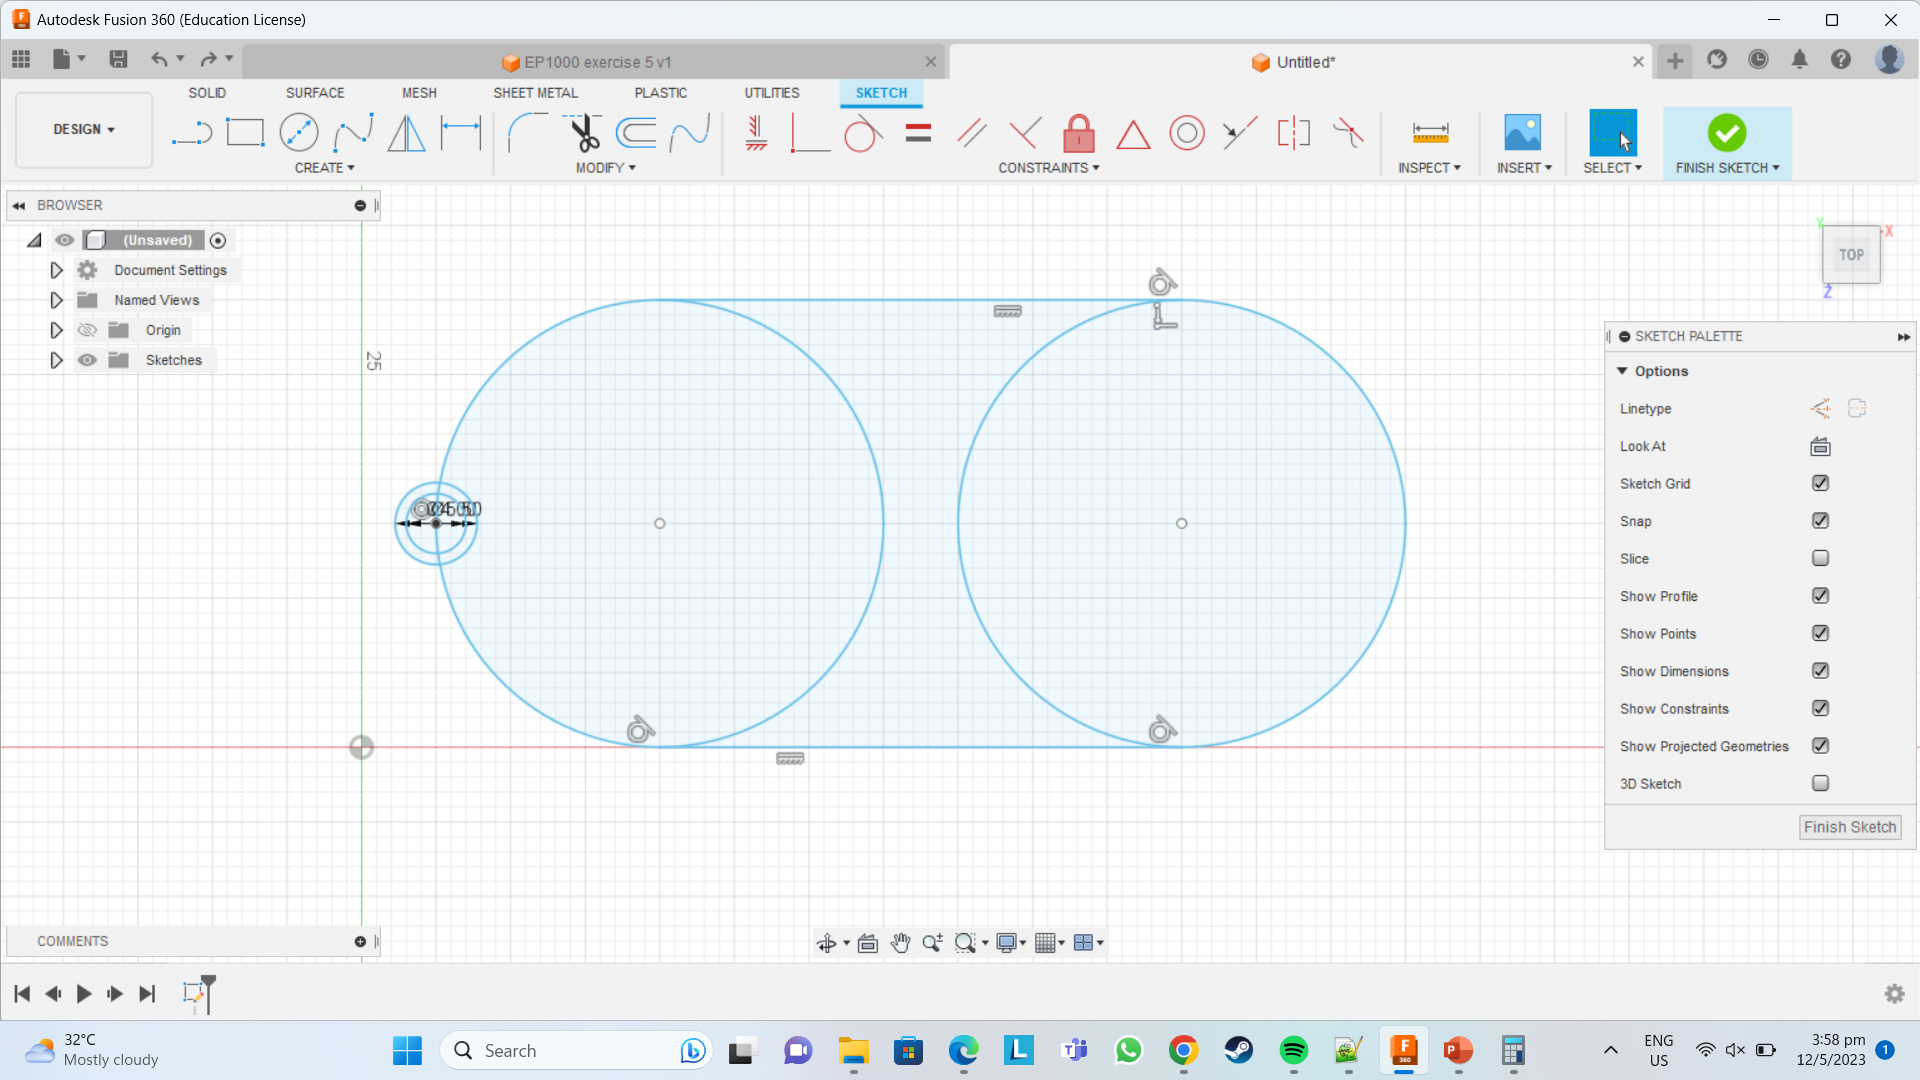 Autodesk Fusion 360 (Education License)
EP1000 exercise 5 v1
Untitled*
SOLID SURFACE MESH SHEET METAL PLASTIC UTILITIES SKETCH
DESIGN
CREATE MODIFY CONSTRAINTS INSPECT INSERT SELECT FINISH SKETCH
BROWSER
(Unsaved)
Document Settings
Named Views
Origin
Sketches
25
Y
X
TOP
Z
SKETCH PALETTE
Options
Linetype
Look At
Sketch Grid
Snap
Slice
Show Profile
Show Points
Show Dimensions
Show Constraints
Show Projected Geometries
3D Sketch
Finish Sketch
COMMENTS
32°C
Mostly cloudy
Search
ENG
US
3:58 pm
12/5/2023
1